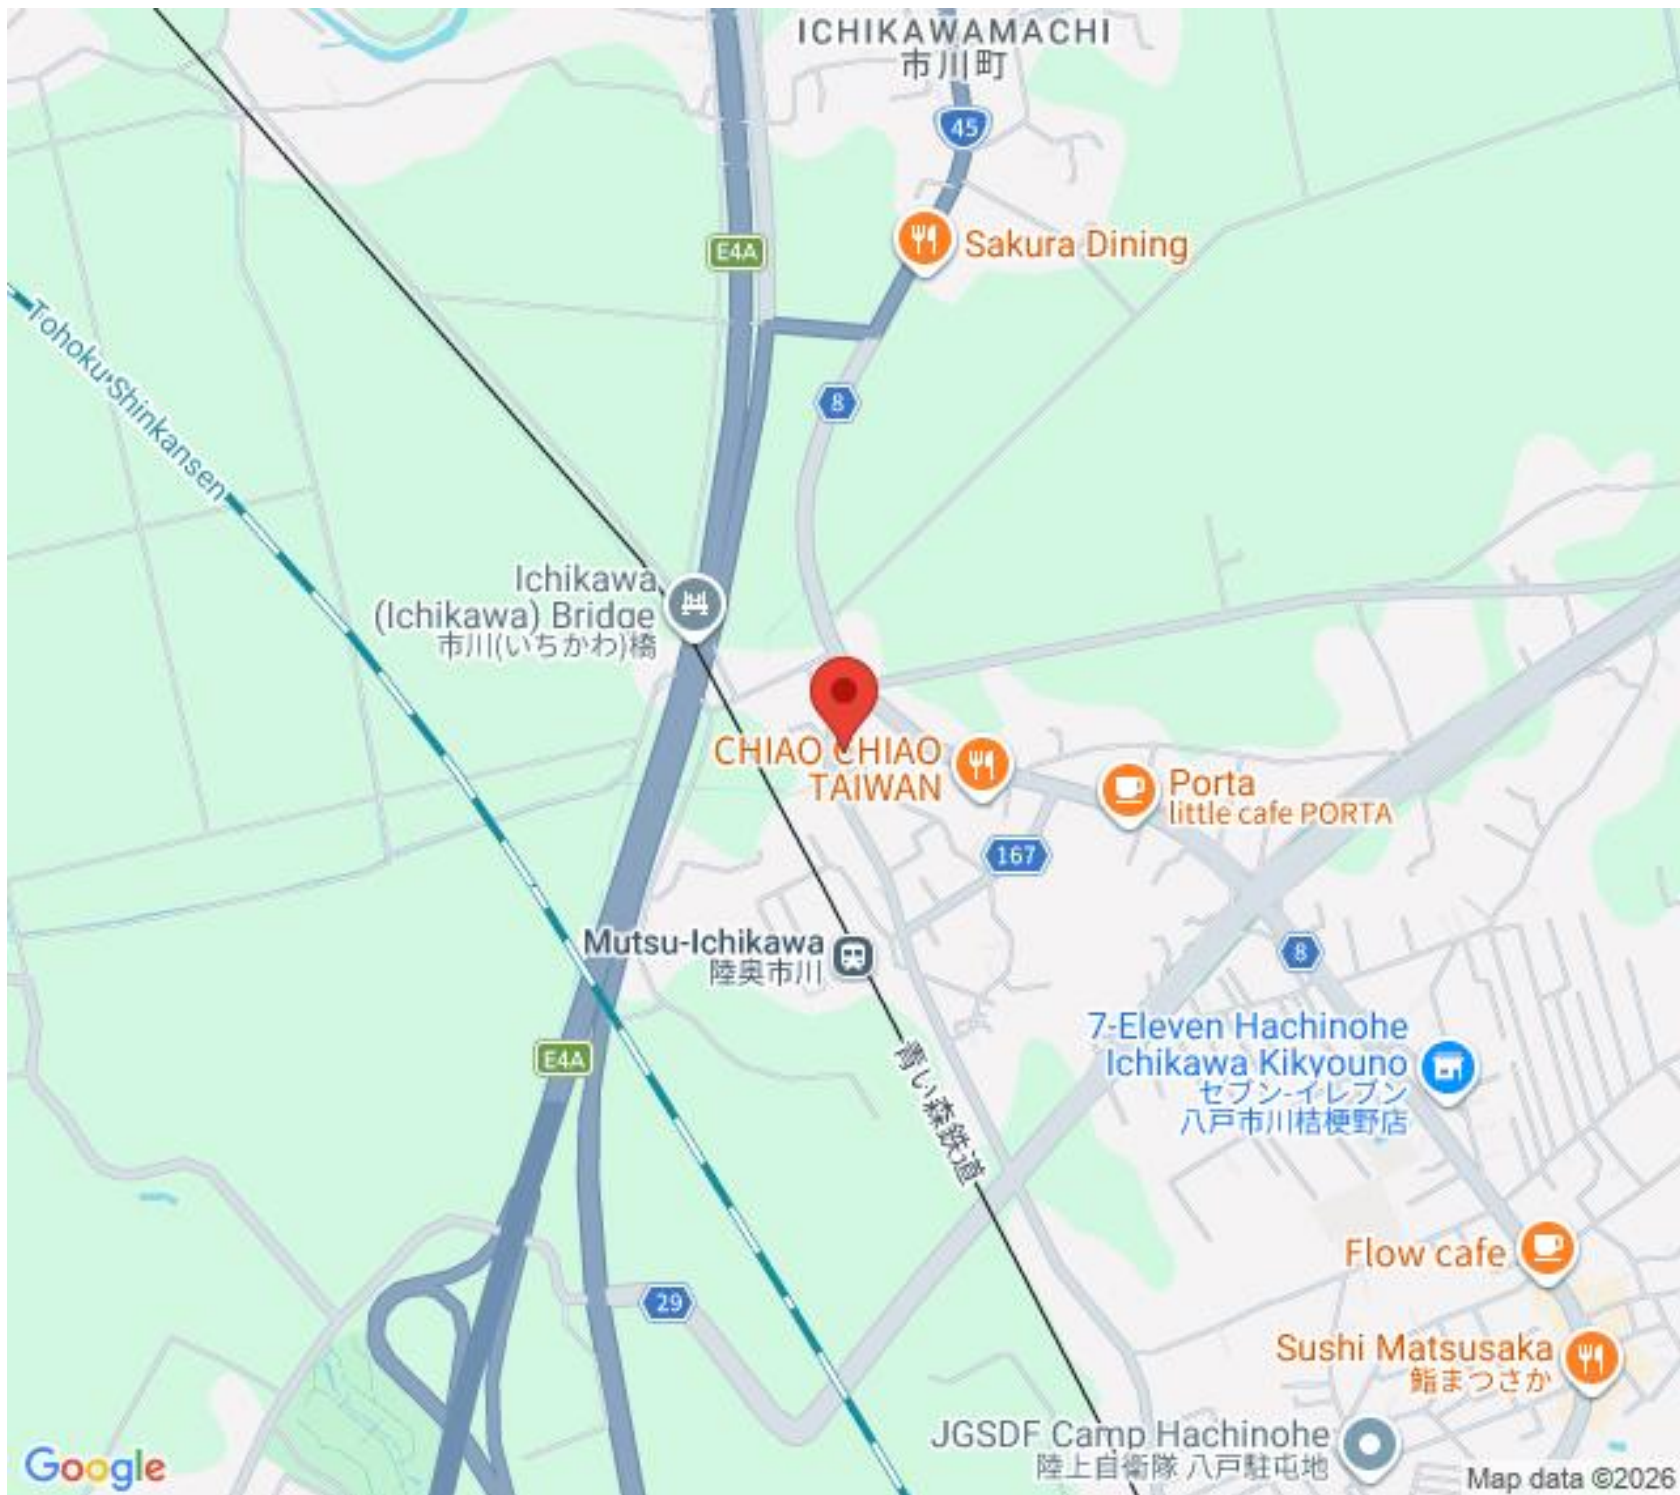 ICHIKAWAMACHI
市川町
45
E4A
Sakura Dining
Tohoku Shinkansen
8
Ichikawa
(Ichikawa) Bridge
市川(いちかわ)橋
CHIAO CHIAO
TAIWAN
Porta
little cafe PORTA
167
Mutsu-Ichikawa
陸奥市川
8
7-Eleven Hachinohe
Ichikawa Kikyouno
セブン-イレブン
八戸市川桔梗野店
E4A
青い森鉄道
Flow cafe
29
Sushi Matsusaka
鮨まつさか
JGSDF Camp Hachinohe
陸上自衛隊 八戸駐屯地
Google
Map data ©2026